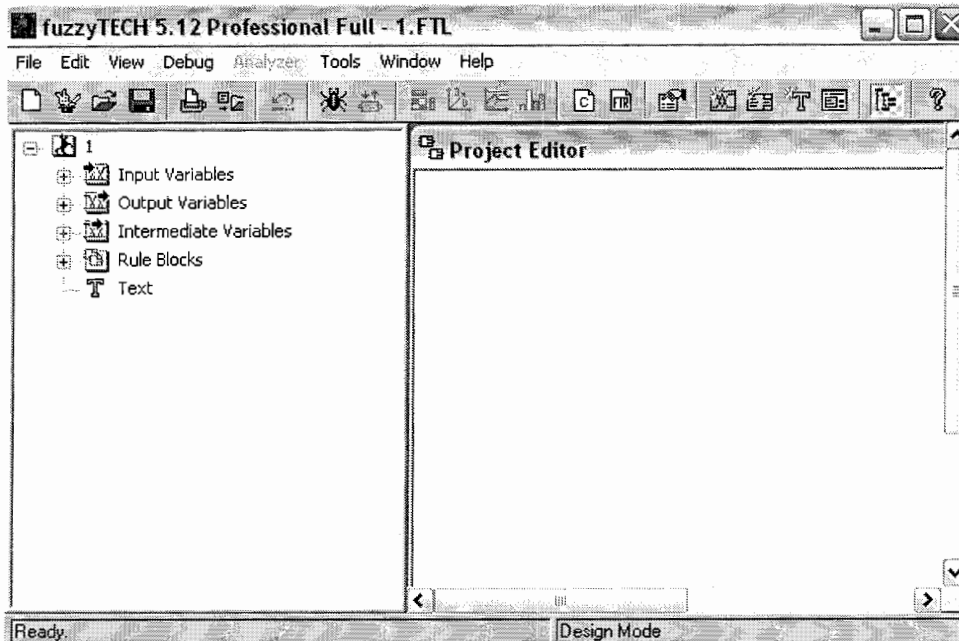 fuzzyTECH 5.12 Professional Full - 1.FTL
File Edit View Debug Analyzer Tools Window Help
C FTR T ?
1
Input Variables
Output Variables
Intermediate Variables
Rule Blocks
T Text
Project Editor
Ready. Design Mode